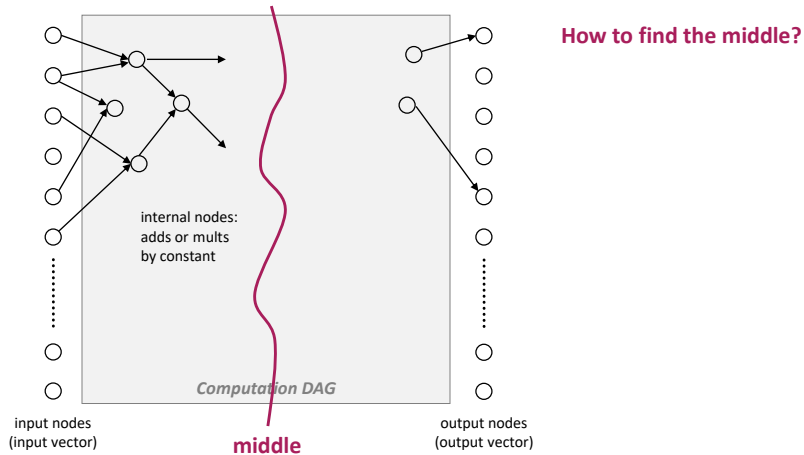 How to find the middle?
internal nodes:
adds or mults
by constant
Computation DAG
input nodes
(input vector)
middle
output nodes
(output vector)